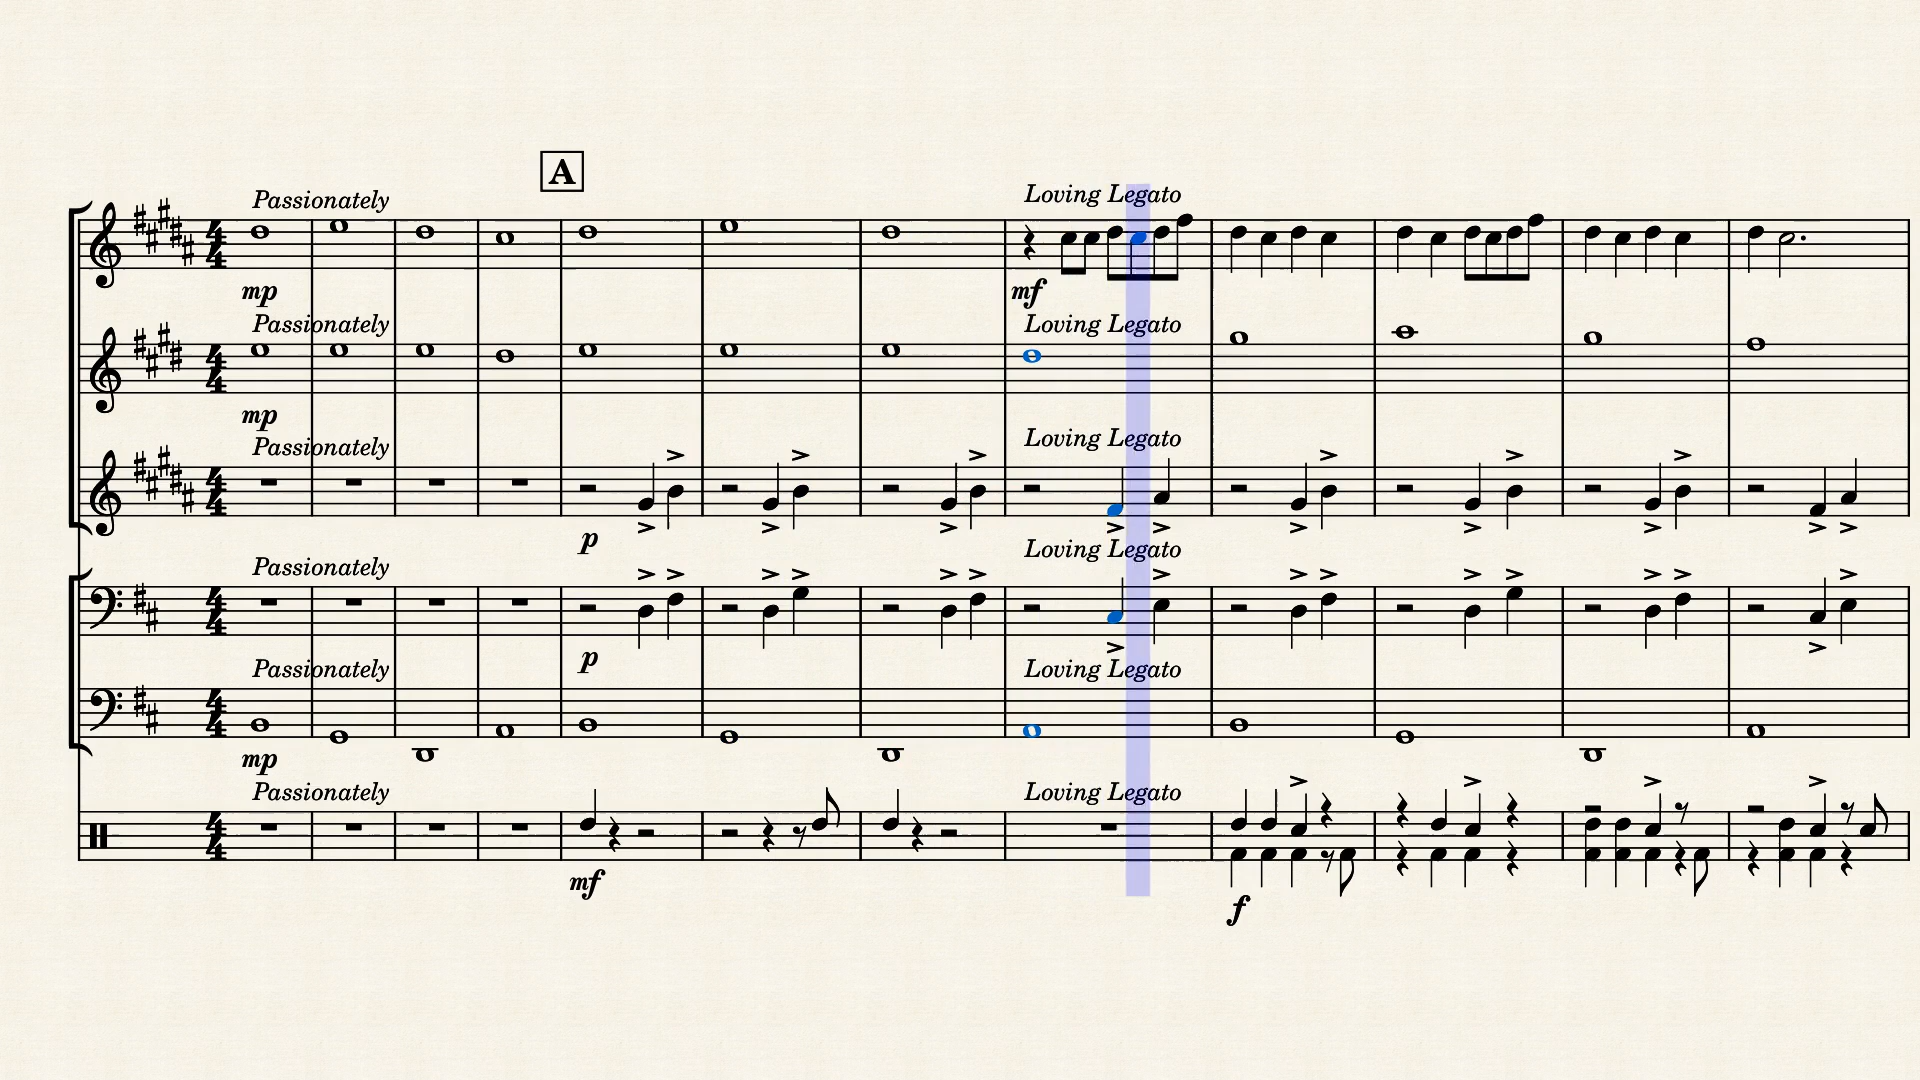 A
Passionately
Loving Legato
mp
mf
Passionately
Loving Legato
mp
Passionately
Loving Legato
p
Passionately
Loving Legato
p
Passionately
Loving Legato
mp
Passionately
Loving Legato
mf
f